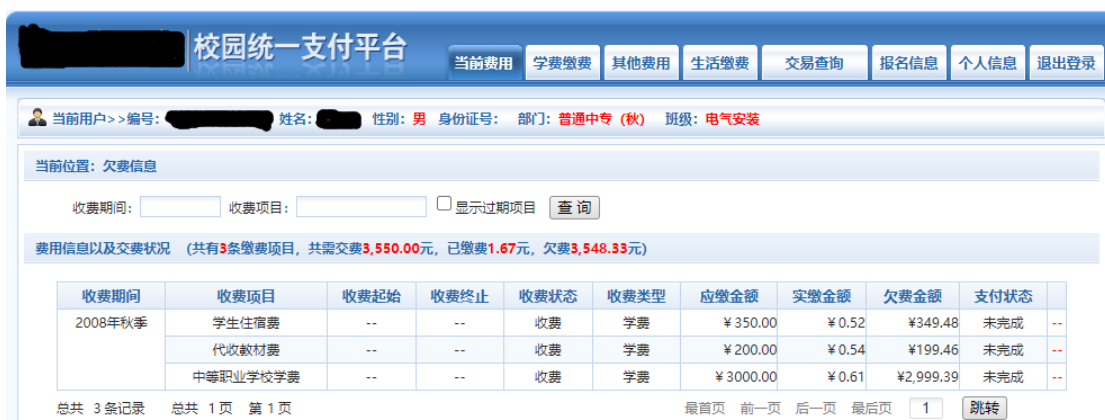 校园统一支付平台
当前费用 学费缴费 其他费用 生活缴费 交易查询 报名信息 个人信息 退出登录
当前用户>>编号: 姓名: 性别: 男 身份证号: 部门: 普通中专 (秋) 班级: 电气安装
当前位置: 欠费信息
收费期间: 收费项目: 显示过期项目 查 询
费用信息以及交费状况 (共有3条缴费项目, 共需交费3,550.00元, 已缴费1.67元, 欠费3,548.33元)
收费期间 收费项目 收费起始 收费终止 收费状态 收费类型 应缴金额 实缴金额 欠费金额 支付状态
2008年秋季 学生住宿费 -- -- 收费 学费 ¥350.00 ¥0.52 ¥349.48 未完成 --
代收教材费 -- -- 收费 学费 ¥200.00 ¥0.54 ¥199.46 未完成 --
中等职业学校学费 -- -- 收费 学费 ¥3000.00 ¥0.61 ¥2,999.39 未完成 --
总共 3条记录 总共 1页 第1页 最首页 前一页 后一页 最后页 1 跳转